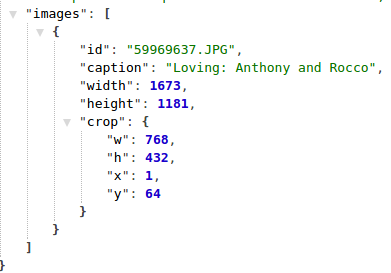 "images": [
{
"id": "59969637.JPG",
"caption": "Loving: Anthony and Rocco",
"width": 1673,
"height": 1181,
"crop": {
"w": 768,
"h": 432,
"x": 1,
"y": 64
}
}
]
}